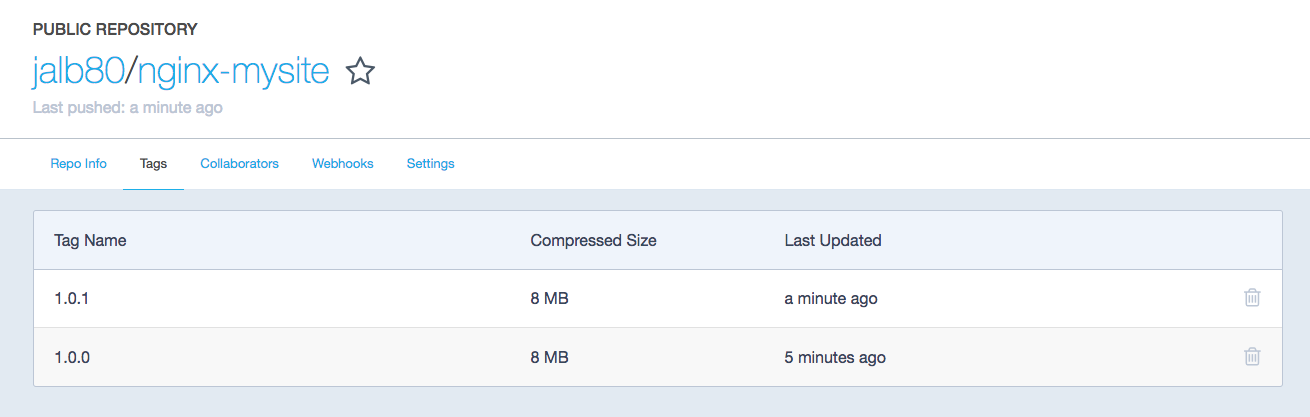 PUBLIC REPOSITORY
jalb80/nginx-mysite
Last pushed: a minute ago
Repo Info Tags Collaborators Webhooks Settings
Tag Name Compressed Size Last Updated
1.0.1 8 MB a minute ago
1.0.0 8 MB 5 minutes ago